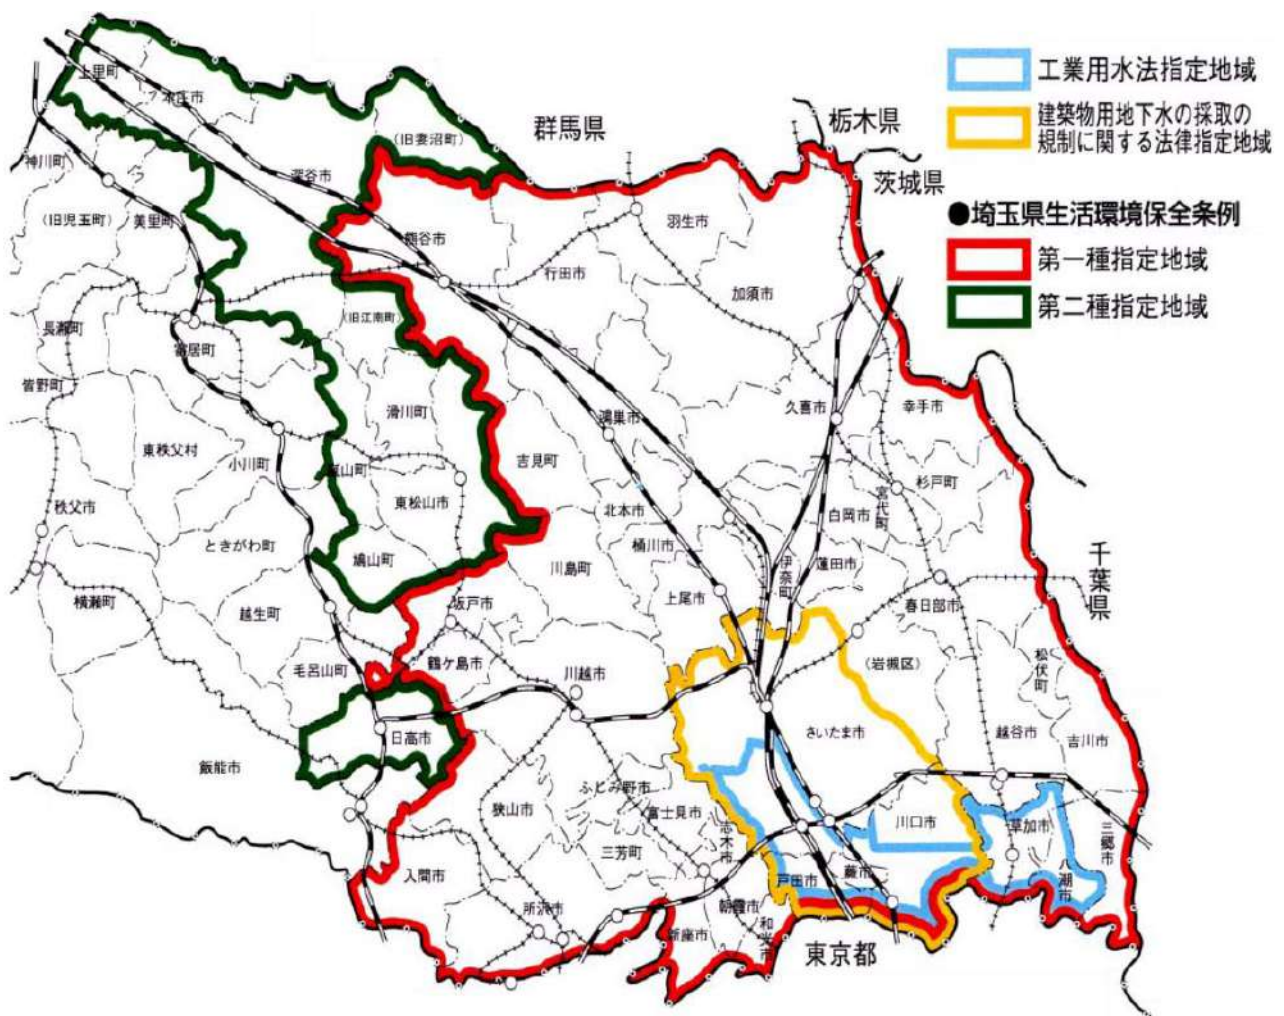 工業用水法指定地域
建築物用地下水の採取の
規制に関する法律指定地域
●埼玉県生活環境保全条例
第一種指定地域
第二種指定地域
群馬県
栃木県
茨城県
千葉県
東京都
上里町
本庄市
(旧妻沼町)
神川町
深谷市
(旧児玉町)
美里町
熊谷市
羽生市
行田市
加須市
(旧江南町)
長瀞町
寄居町
皆野町
滑川町
鴻巣市
久喜市
幸手市
東秩父村
小川町
嵐山町
吉見町
東松山市
杉戸町
宮代町
秩父市
北本市
白岡市
ときがわ町
鳩山町
桶川市
伊奈町
蓮田市
川島町
横瀬町
越生町
坂戸市
上尾市
春日部市
毛呂山町
鶴ケ島市
川越市
(岩槻区)
松伏町
日高市
さいたま市
越谷市
吉川市
飯能市
ふじみ野市
狭山市
富士見市
志木市
川口市
草加市
三郷市
三芳町
入間市
戸田市
蕨市
八潮市
所沢市
朝霞市
新座市
和光市